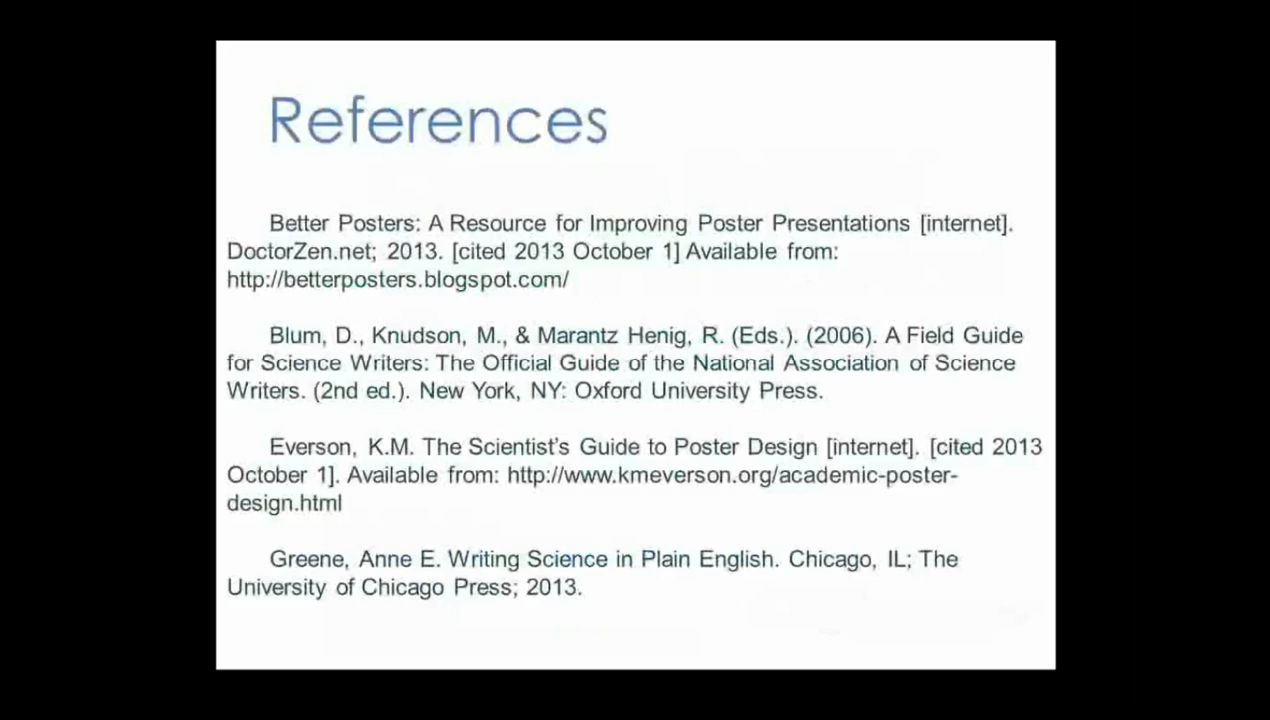 References
Better Posters: A Resource for Improving Poster Presentations [internet].
DoctorZen.net; 2013. [cited 2013 October 1] Available from:
http://betterposters.blogspot.com/
Blum, D., Knudson, M., & Marantz Henig, R. (Eds.). (2006). A Field Guide
for Science Writers: The Official Guide of the National Association of Science
Writers. (2nd ed.). New York, NY: Oxford University Press.
Everson, K.M. The Scientist's Guide to Poster Design [internet]. [cited 2013
October 1]. Available from: http://www.kmeverson.org/academic-poster-
design.html
Greene, Anne E. Writing Science in Plain English. Chicago, IL; The
University of Chicago Press; 2013.